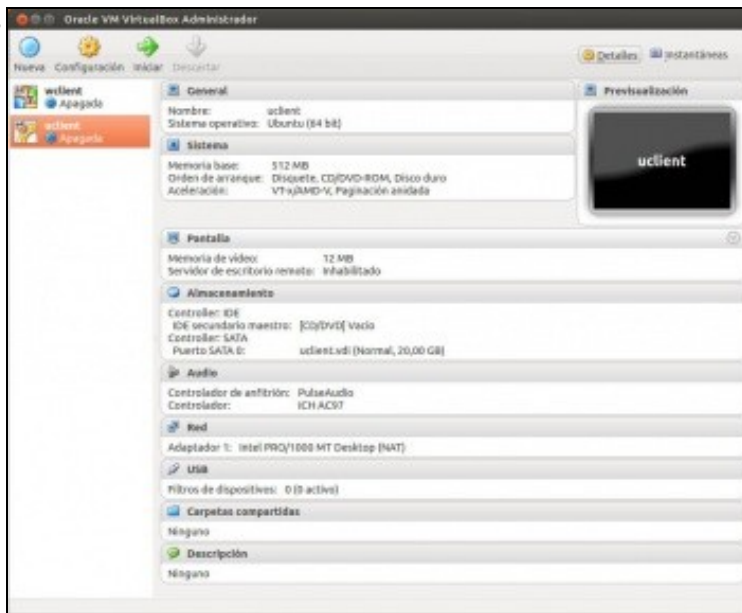 Oracle VM VirtualBox Administrador
Nueva Configuración Iniciar Descartar
Detalles Instantáneas
wclient
Apagada
uclient
Apagada
General
Nombre: uclient
Sistema operativo: Ubuntu (64 bit)
Sistema
Memoria base: 512 MB
Orden de arranque: Disquete, CD/DVD-ROM, Disco duro
Aceleración: VT-x/AMD-V, Paginación anidada
Previsualización
uclient
Pantalla
Memoria de vídeo: 12 MB
Servidor de escritorio remoto: Inhabilitado
Almacenamiento
Controller: IDE
IDE secundario maestro: [CD/DVD] Vacío
Controller: SATA
Puerto SATA 0: uclient.vdi (Normal, 20,00 GB)
Audio
Controlador de anfitrión: PulseAudio
Controlador: ICH AC97
Red
Adaptador 1: Intel PRO/1000 MT Desktop (NAT)
USB
Filtros de dispositivos: 0 (0 activo)
Carpetas compartidas
Ninguno
Descripción
Ninguno